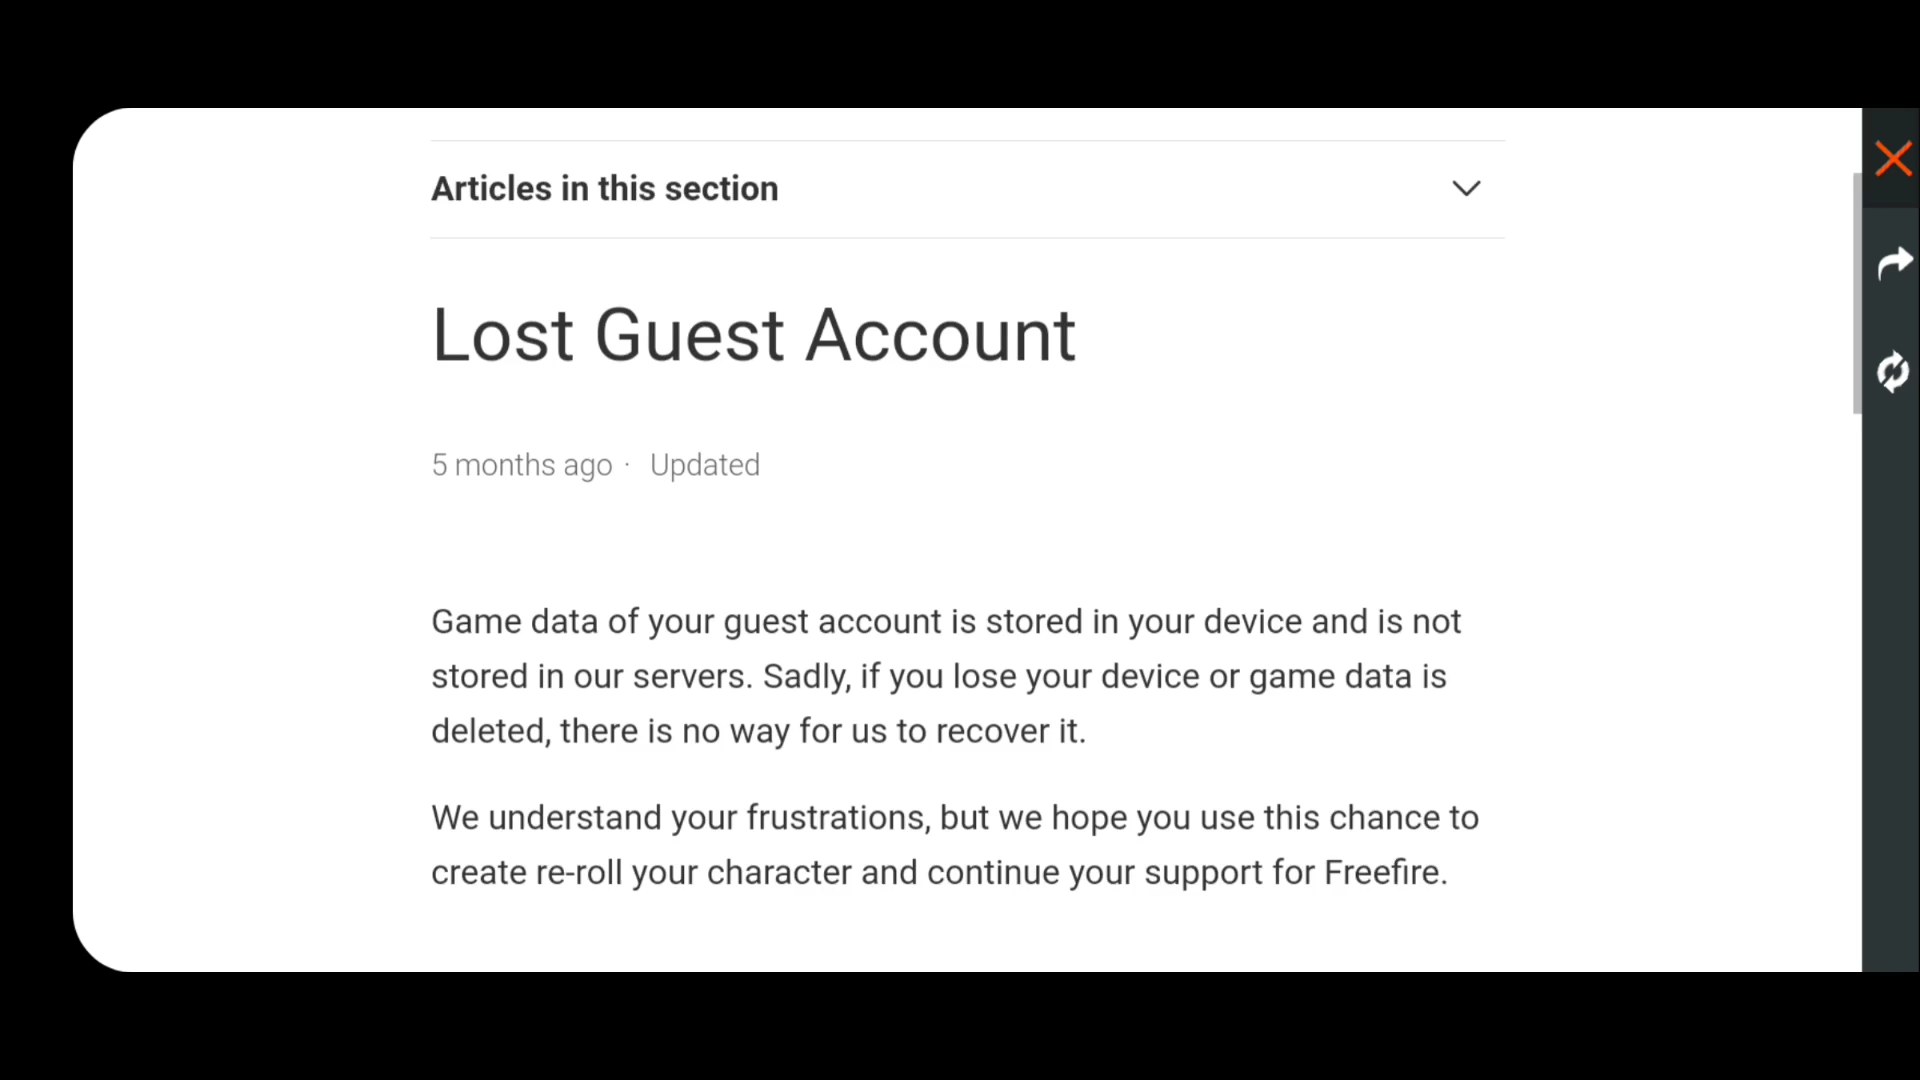 Articles in this section
Lost Guest Account
5 months ago · Updated
Game data of your guest account is stored in your device and is not
stored in our servers. Sadly, if you lose your device or game data is
deleted, there is no way for us to recover it.
We understand your frustrations, but we hope you use this chance to
create re-roll your character and continue your support for Freefire.